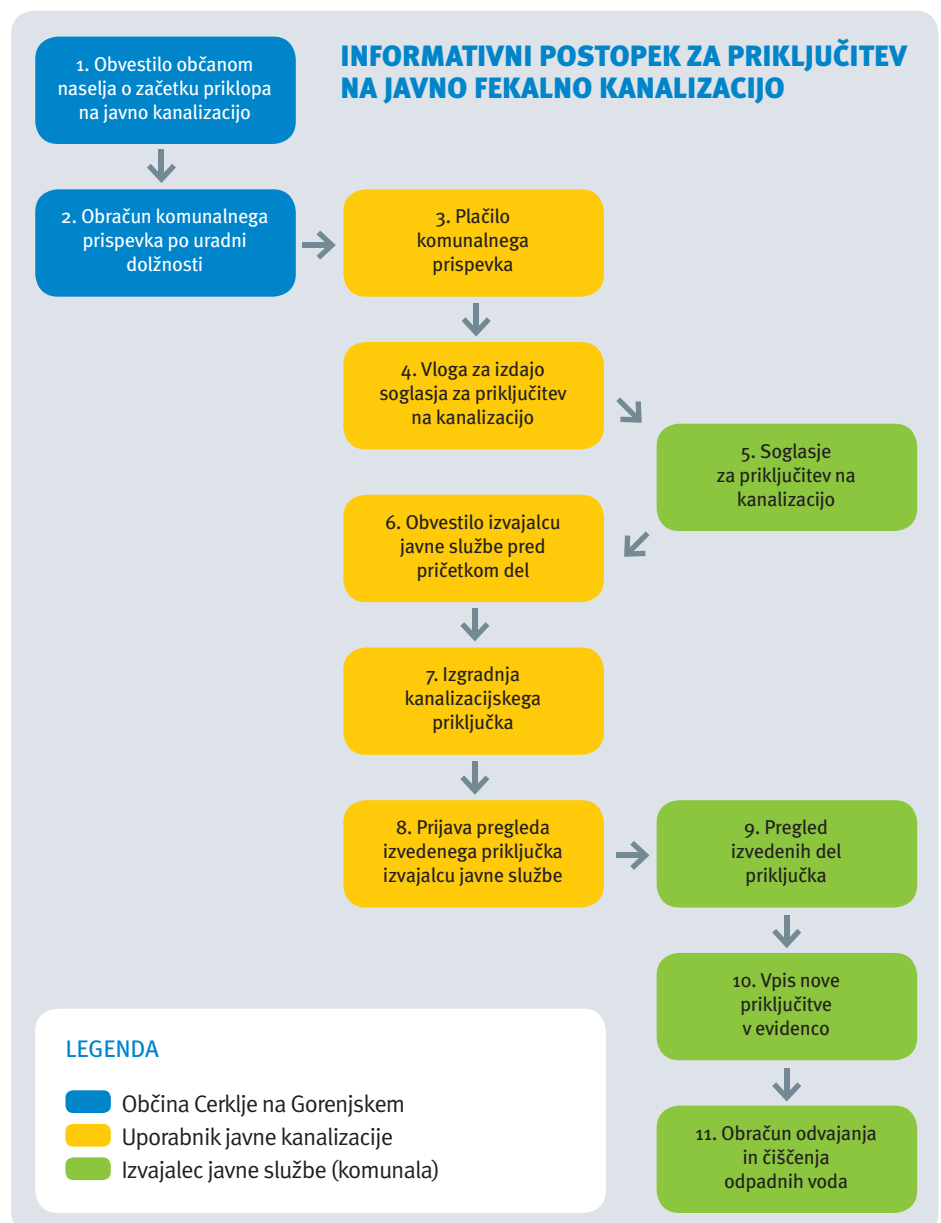 INFORMATIVNI POSTOPEK ZA PRIKLJUČITEV
NA JAVNO FEKALNO KANALIZACIJO
1. Obvestilo občanom
naselja o začetku priklopa
na javno kanalizacijo
2. Obračun komunalnega
prispevka po uradni
dolžnosti
3. Plačilo
komunalnega
prispevka
4. Vloga za izdajo
soglasja za priključitev
na kanalizacijo
5. Soglasje
za priključitev na
kanalizacijo
6. Obvestilo izvajalcu
javne službe pred
pričetkom del
7. Izgradnja
kanalizacijskega
priključka
8. Prijava pregleda
izvedenega priključka
izvajalcu javne službe
9. Pregled
izvedenih del
priključka
10. Vpis nove
priključitve
v evidenco
11. Obračun odvajanja
in čiščenja
odpadnih voda
LEGENDA
Občina Cerklje na Gorenjskem
Uporabnik javne kanalizacije
Izvajalec javne službe (komunala)